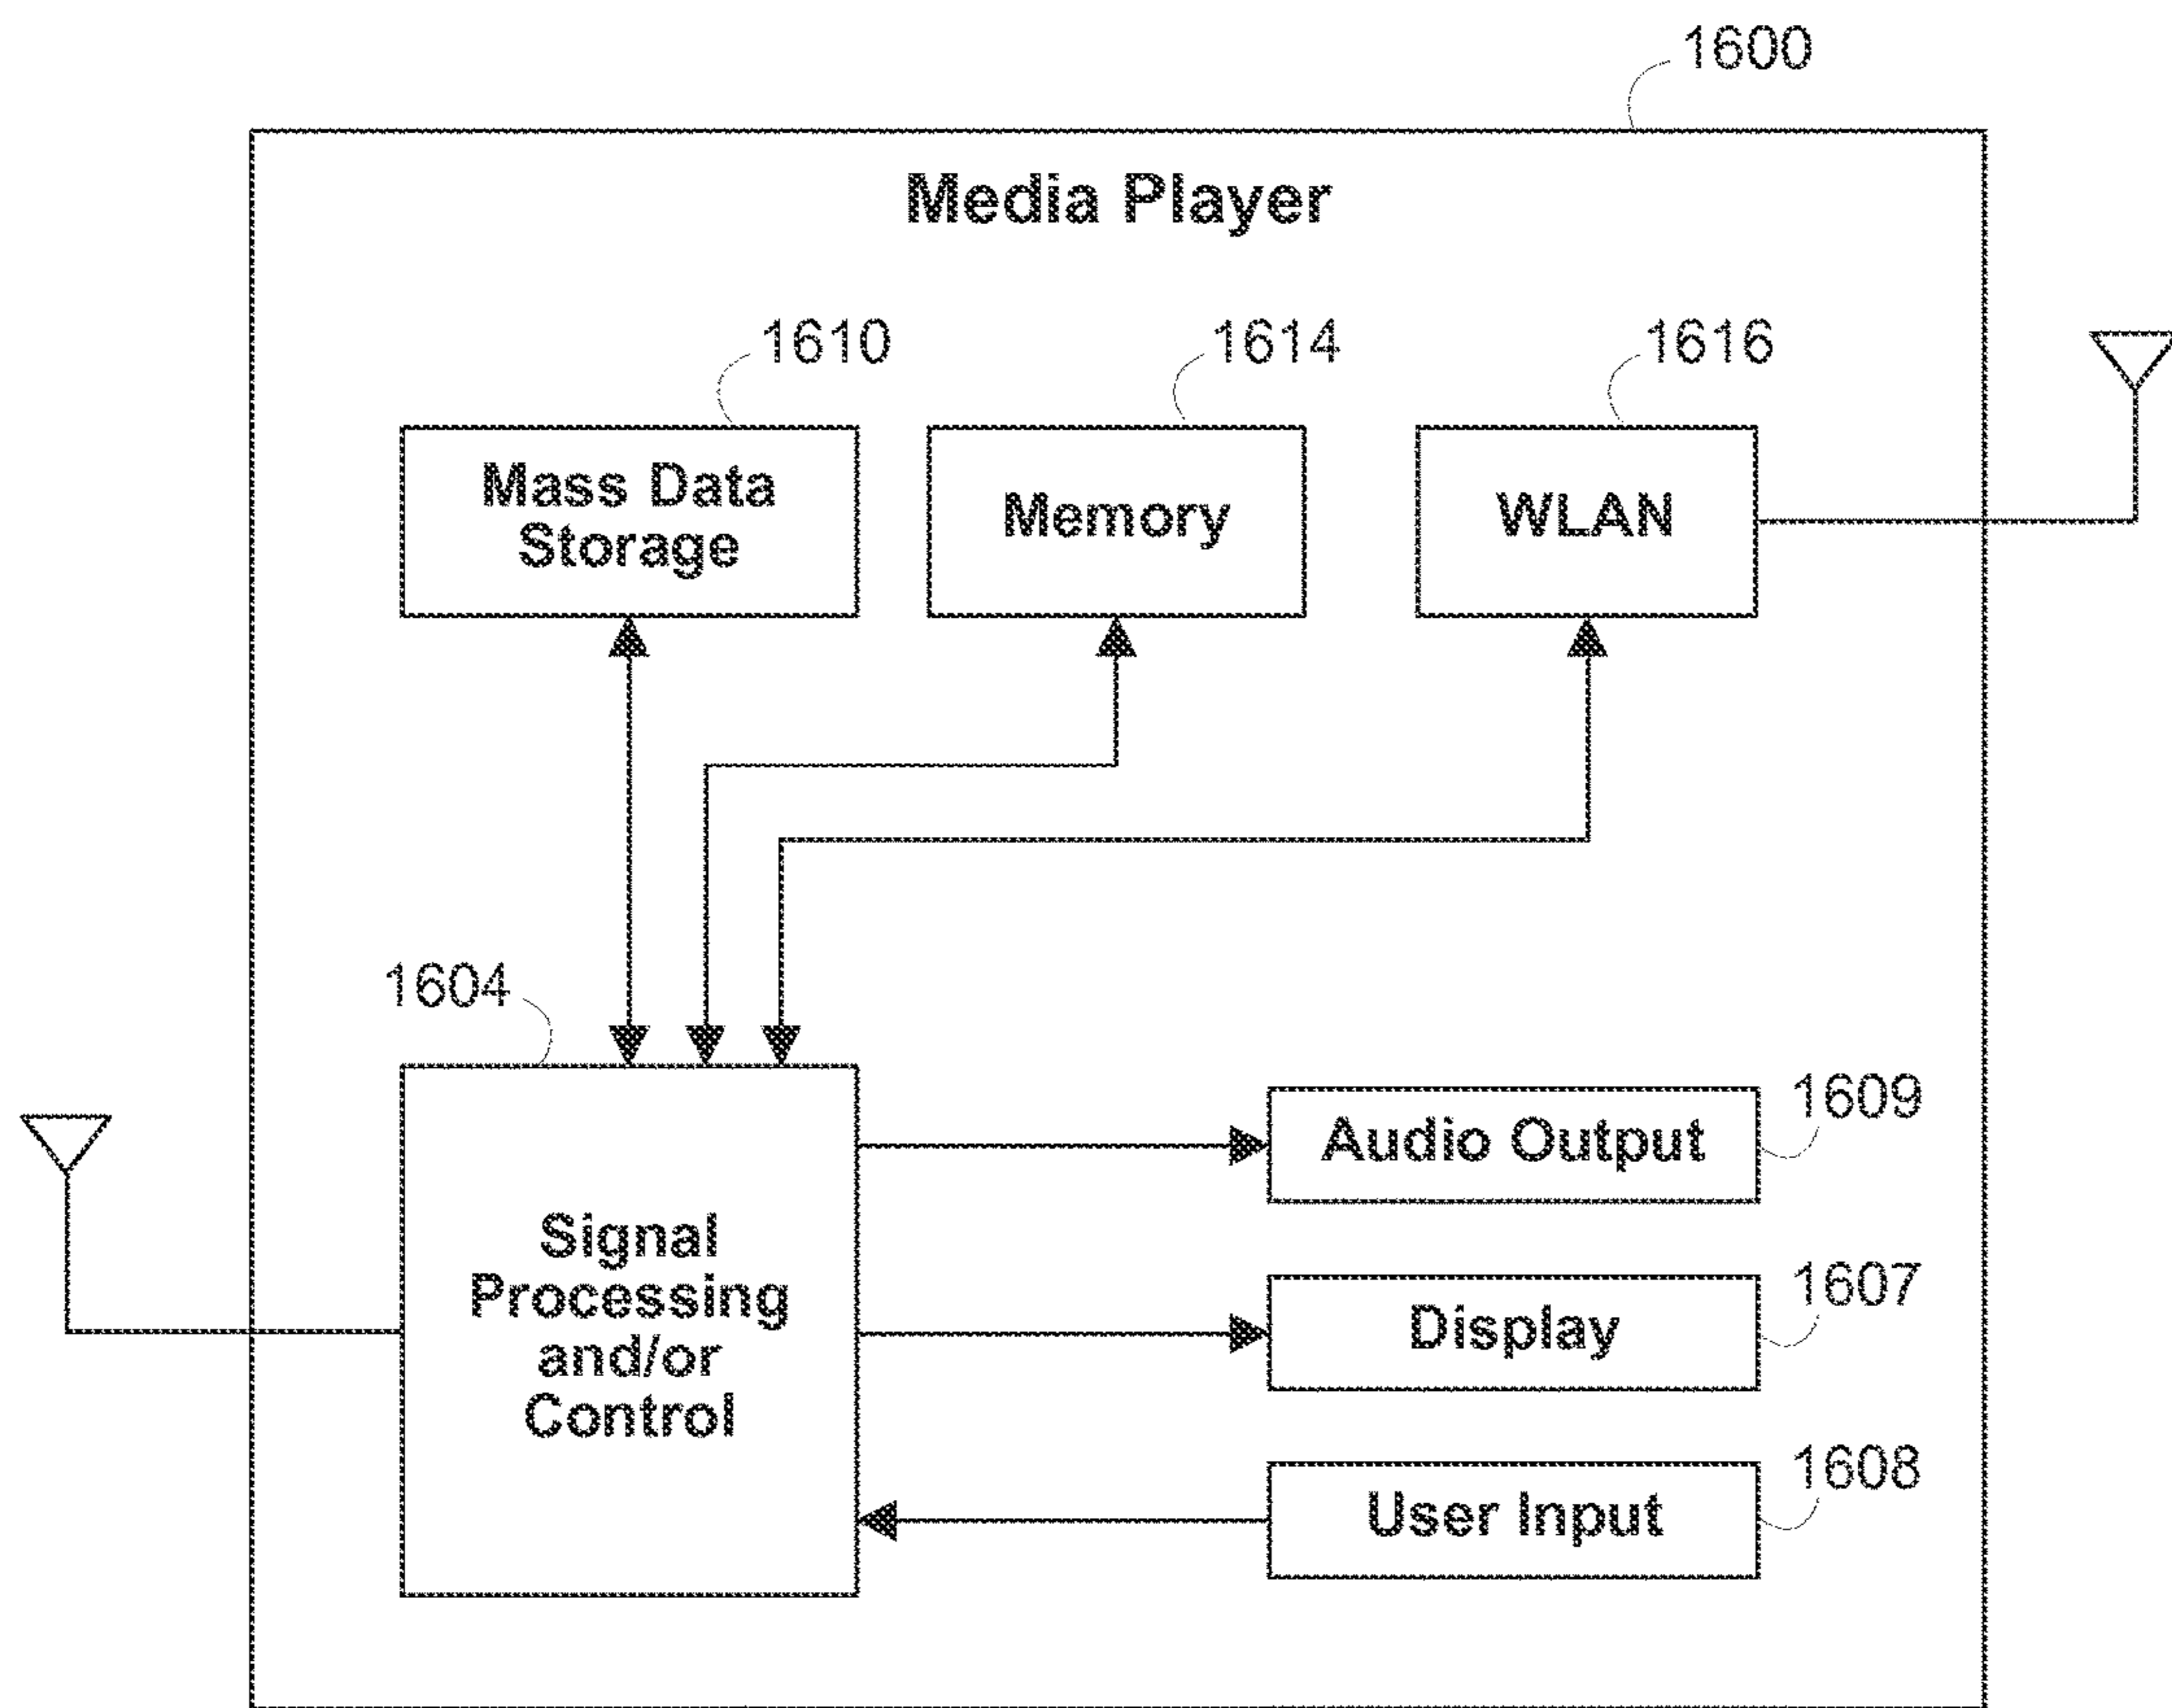 1600
Media Player
1610
1614
1616
Mass Data
Storage
Memory
WLAN
1604
Signal
Processing
and/or
Control
Audio Output
1609
Display
1607
User Input
1608